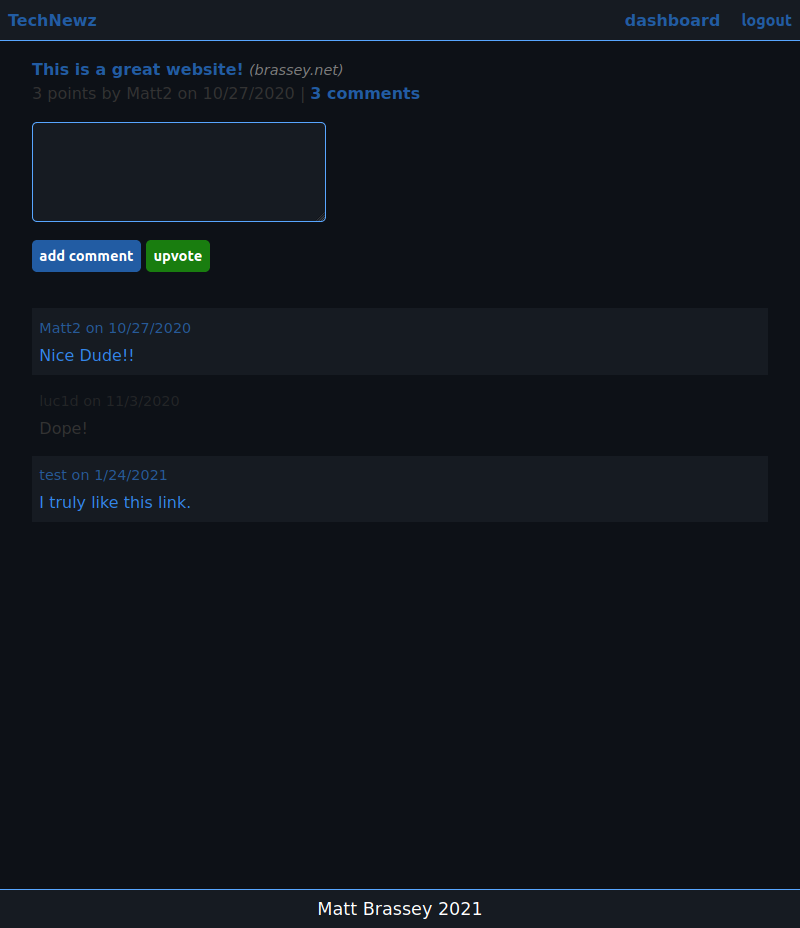 TechNewz dashboard logout
This is a great website! (brassey.net)
3 points by Matt2 on 10/27/2020 | 3 comments
add comment upvote
Matt2 on 10/27/2020
Nice Dude!!
luc1d on 11/3/2020
Dope!
test on 1/24/2021
I truly like this link.
Matt Brassey 2021